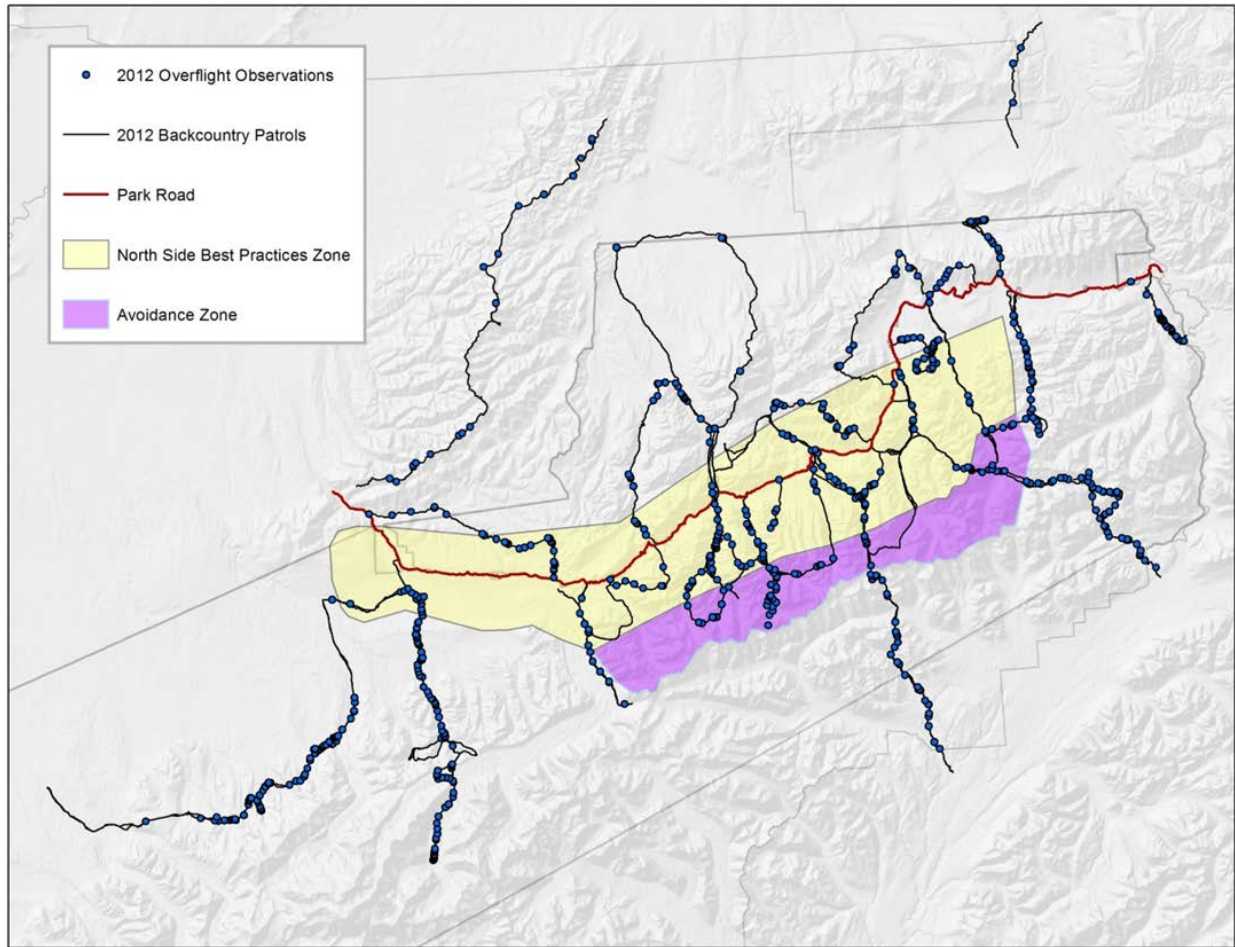 2012 Overflight Observations
2012 Backcountry Patrols
Park Road
North Side Best Practices Zone
Avoidance Zone